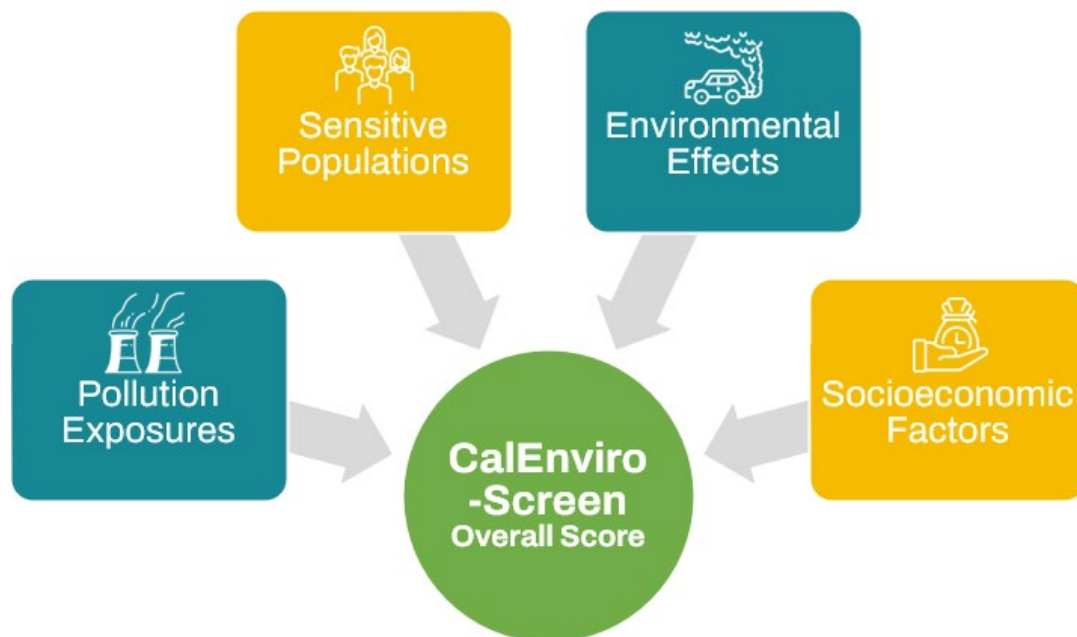 Sensitive
Populations
Environmental
Effects
Pollution
Exposures
Socioeconomic
Factors
CalEnviro
-Screen
Overall Score